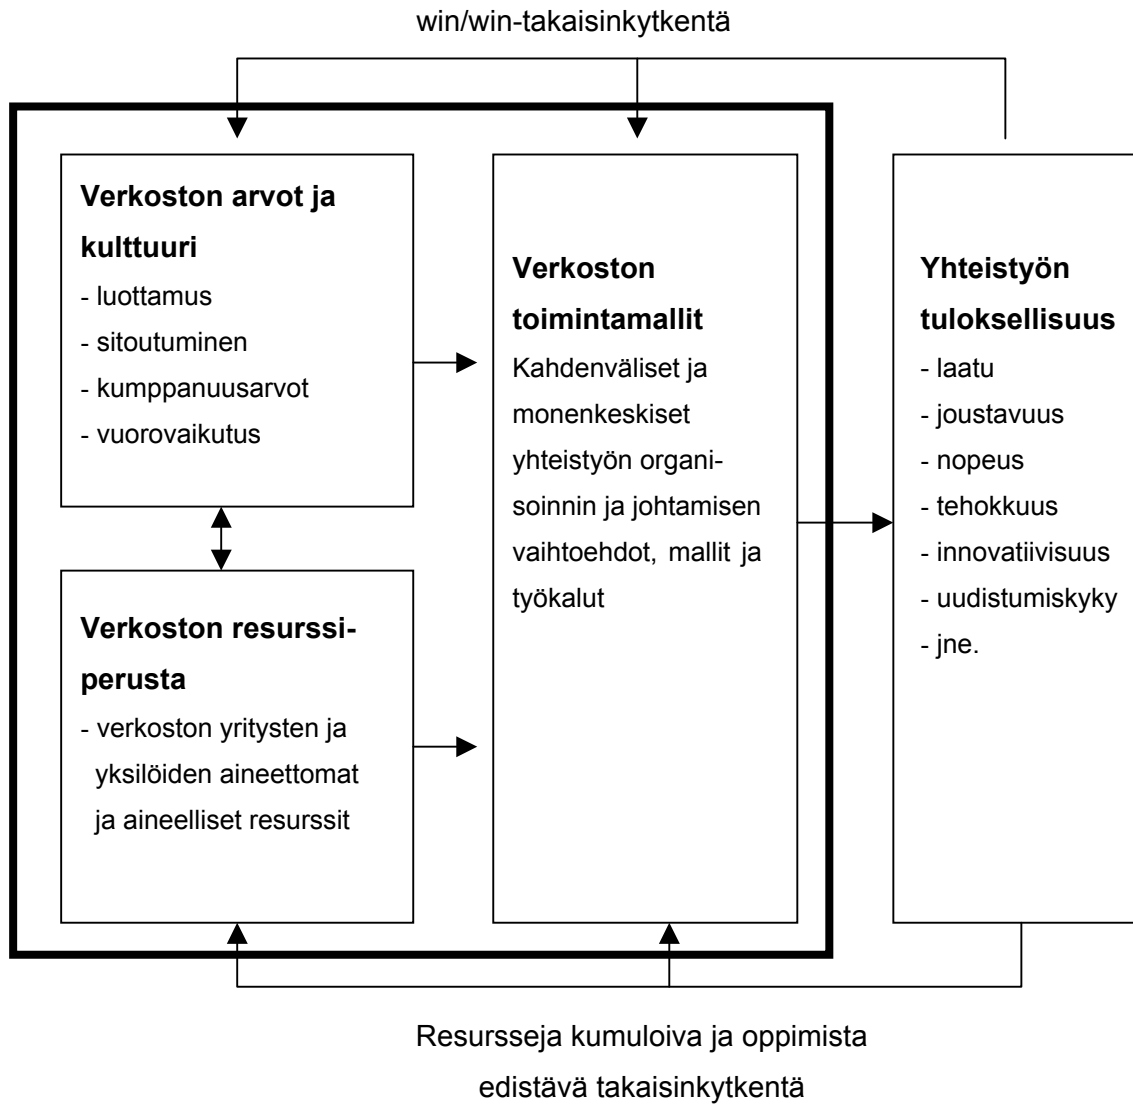 win/win-takaisinkytkentä
Verkoston arvot ja
kulttuuri
- luottamus
- sitoutuminen
- kumppanuusarvot
- vuorovaikutus
Verkoston resurssi-
perusta
- verkoston yritysten ja
yksilöiden aineettomat
ja aineelliset resurssit
Verkoston
toimintamallit
Kahdenväliset ja
monenkeskiset
yhteistyön organi-
soinnin ja johtamisen
vaihtoehdot, mallit ja
työkalut
Yhteistyön
tuloksellisuus
- laatu
- joustavuus
- nopeus
- tehokkuus
- innovatiivisuus
- uudistumiskyky
- jne.
Resursseja kumuloiva ja oppimista
edistävä takaisinkytkentä